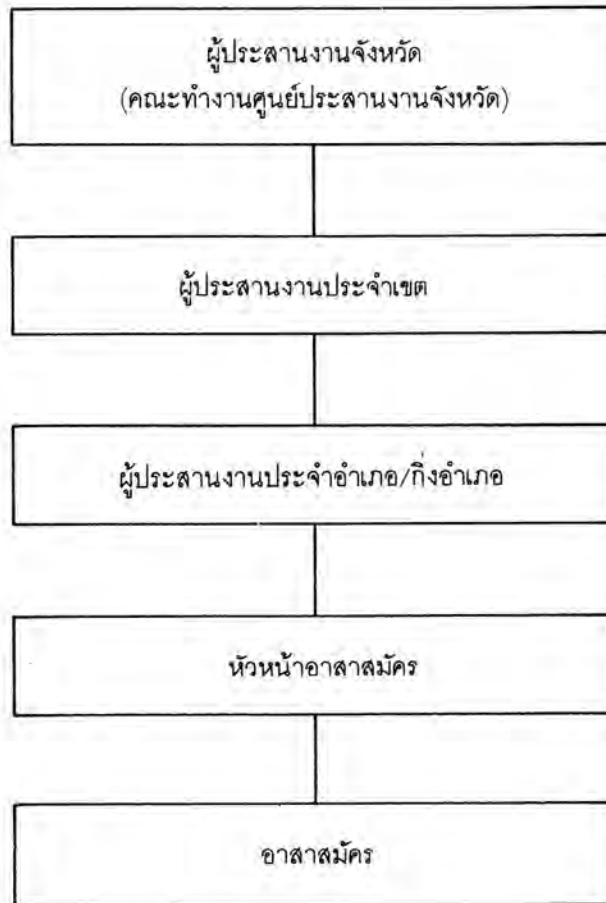 ผู้ประสานงานจังหวัด
(คณะทำงานศูนย์ประสานงานจังหวัด)
ผู้ประสานงานประจำเขต
ผู้ประสานงานประจำอำเภอ/กิ่งอำเภอ
หัวหน้าอาสาสมัคร
อาสาสมัคร